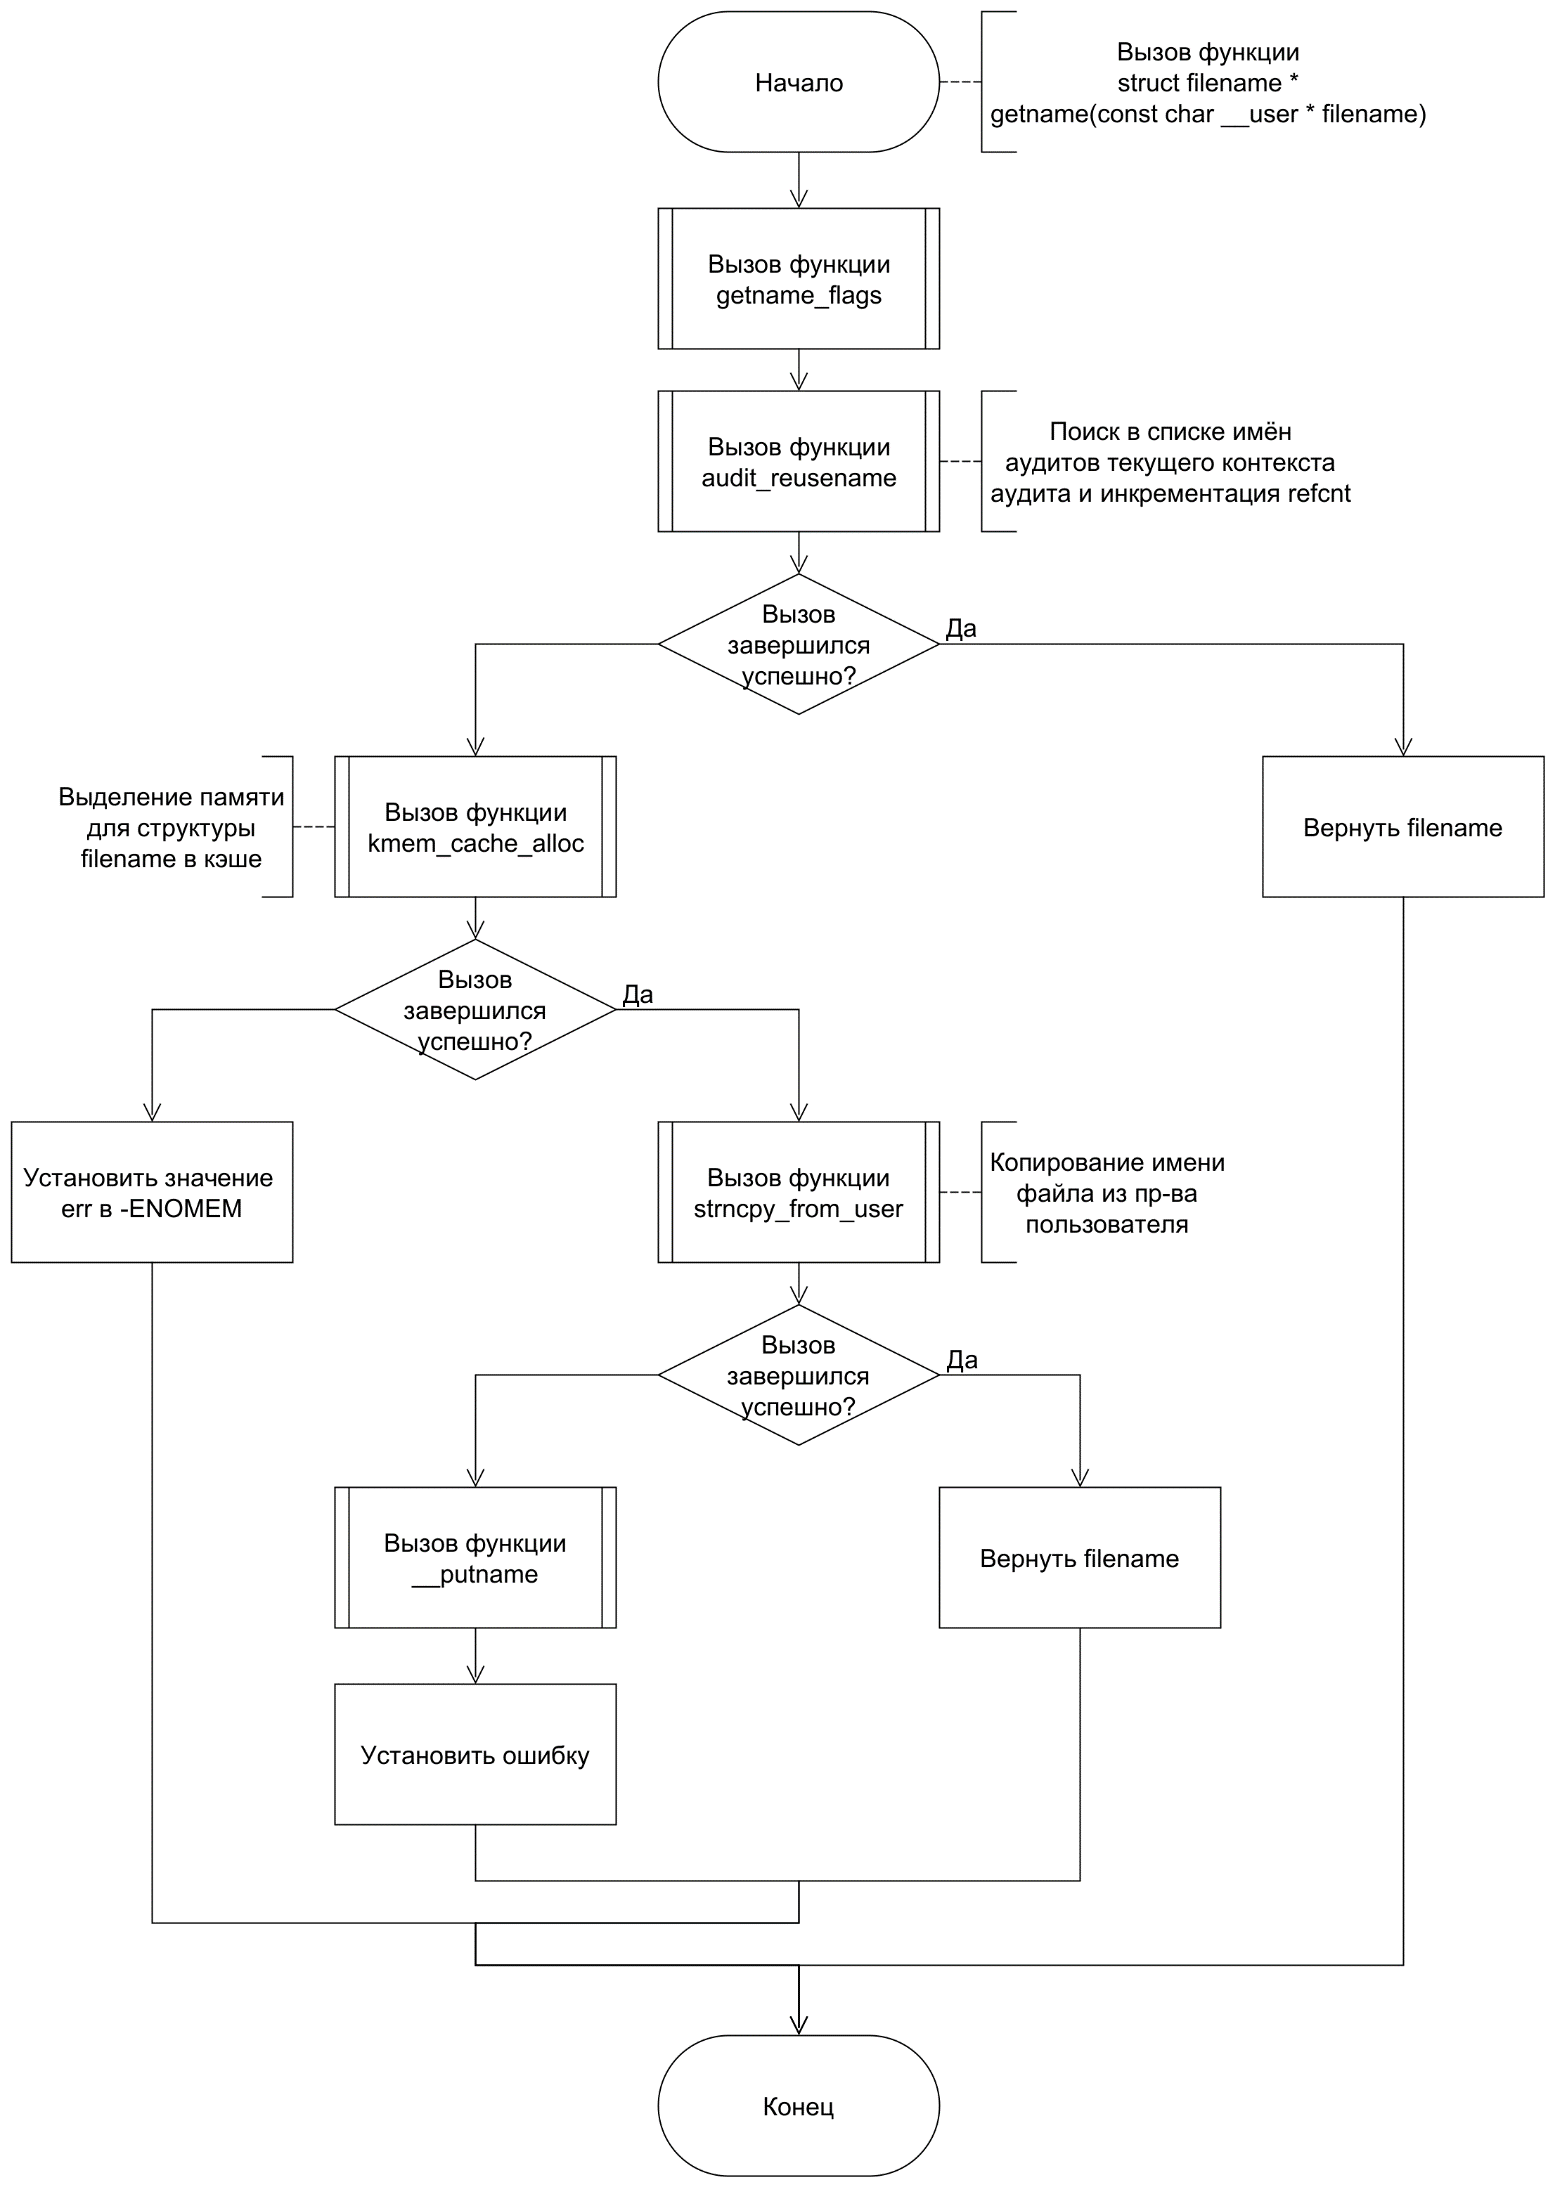 Начало
Вызов функции
struct filename *
getname(const char __user * filename)
Вызов функции
getname_flags
Вызов функции
audit_reusename
Поиск в списке имён
аудитов текущего контекста
аудита и инкрементация refcnt
Вызов
завершился
успешно?
Да
Выделение памяти
для структуры
filename в кэше
Вызов функции
kmem_cache_alloc
Вернуть filename
Вызов
завершился
успешно?
Да
Установить значение
err в -ENOMEM
Вызов функции
strncpy_from_user
Копирование имени
файла из пр-ва
пользователя
Вызов
завершился
успешно?
Да
Вызов функции
__putname
Вернуть filename
Установить ошибку
Конец